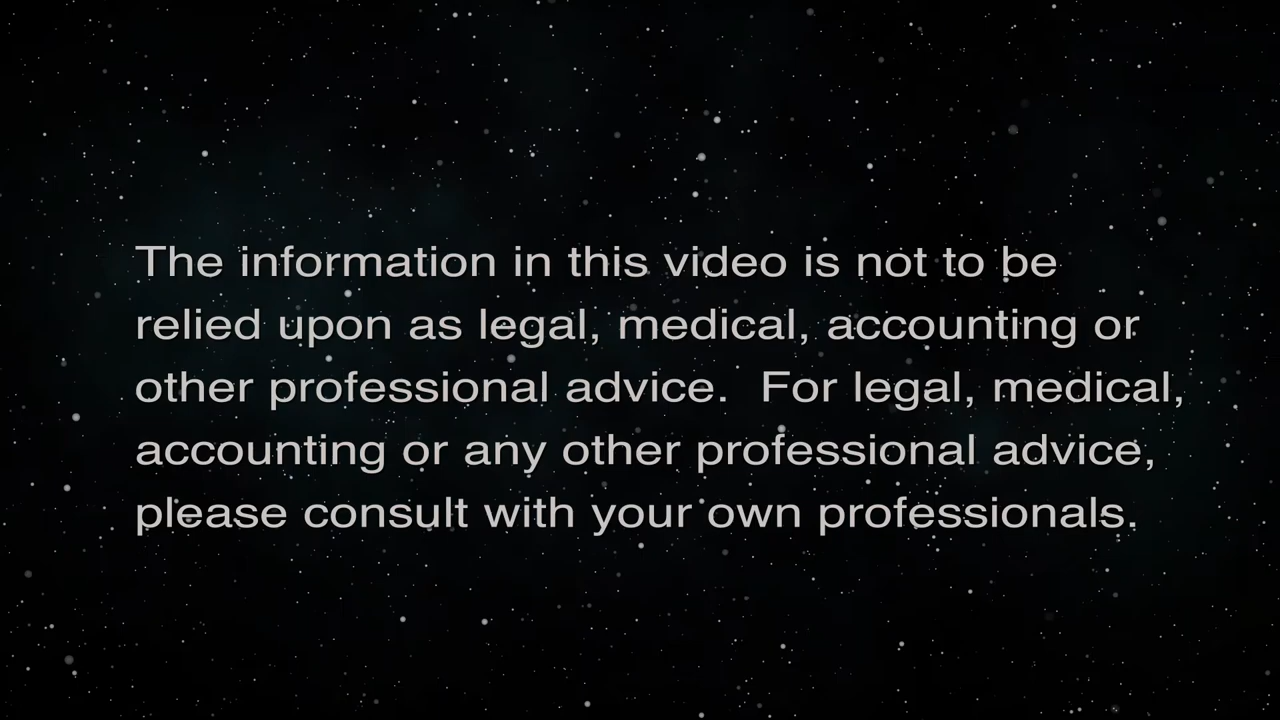 The information in this video is not to be
relied upon as legal, medical, accounting or
other professional advice.  For legal, medical,
accounting or any other professional advice,
please consult with your own professionals.